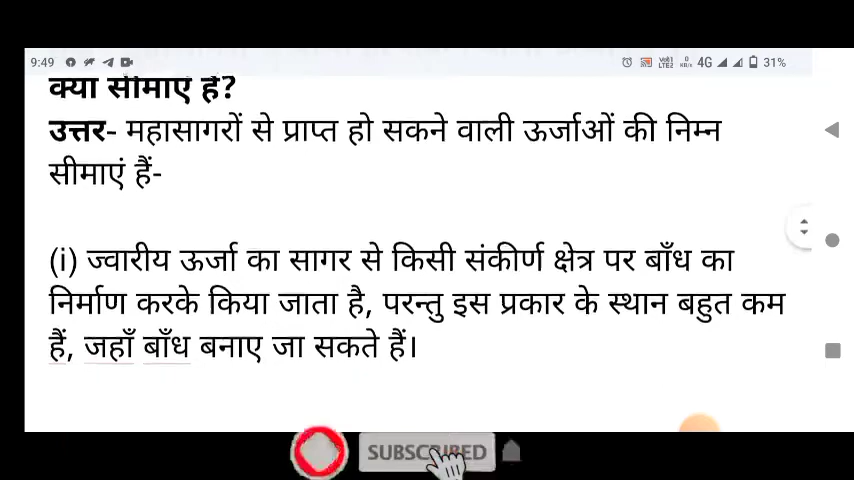 9:49
4G 31%
क्या सीमाएं हैं?
उत्तर- महासागरों से प्राप्त हो सकने वाली ऊर्जाओं की निम्न
सीमाएं हैं-
(i) ज्वारीय ऊर्जा का सागर से किसी संकीर्ण क्षेत्र पर बाँध का
निर्माण करके किया जाता है, परन्तु इस प्रकार के स्थान बहुत कम
हैं, जहाँ बाँध बनाए जा सकते हैं।
SUBSCRIBED